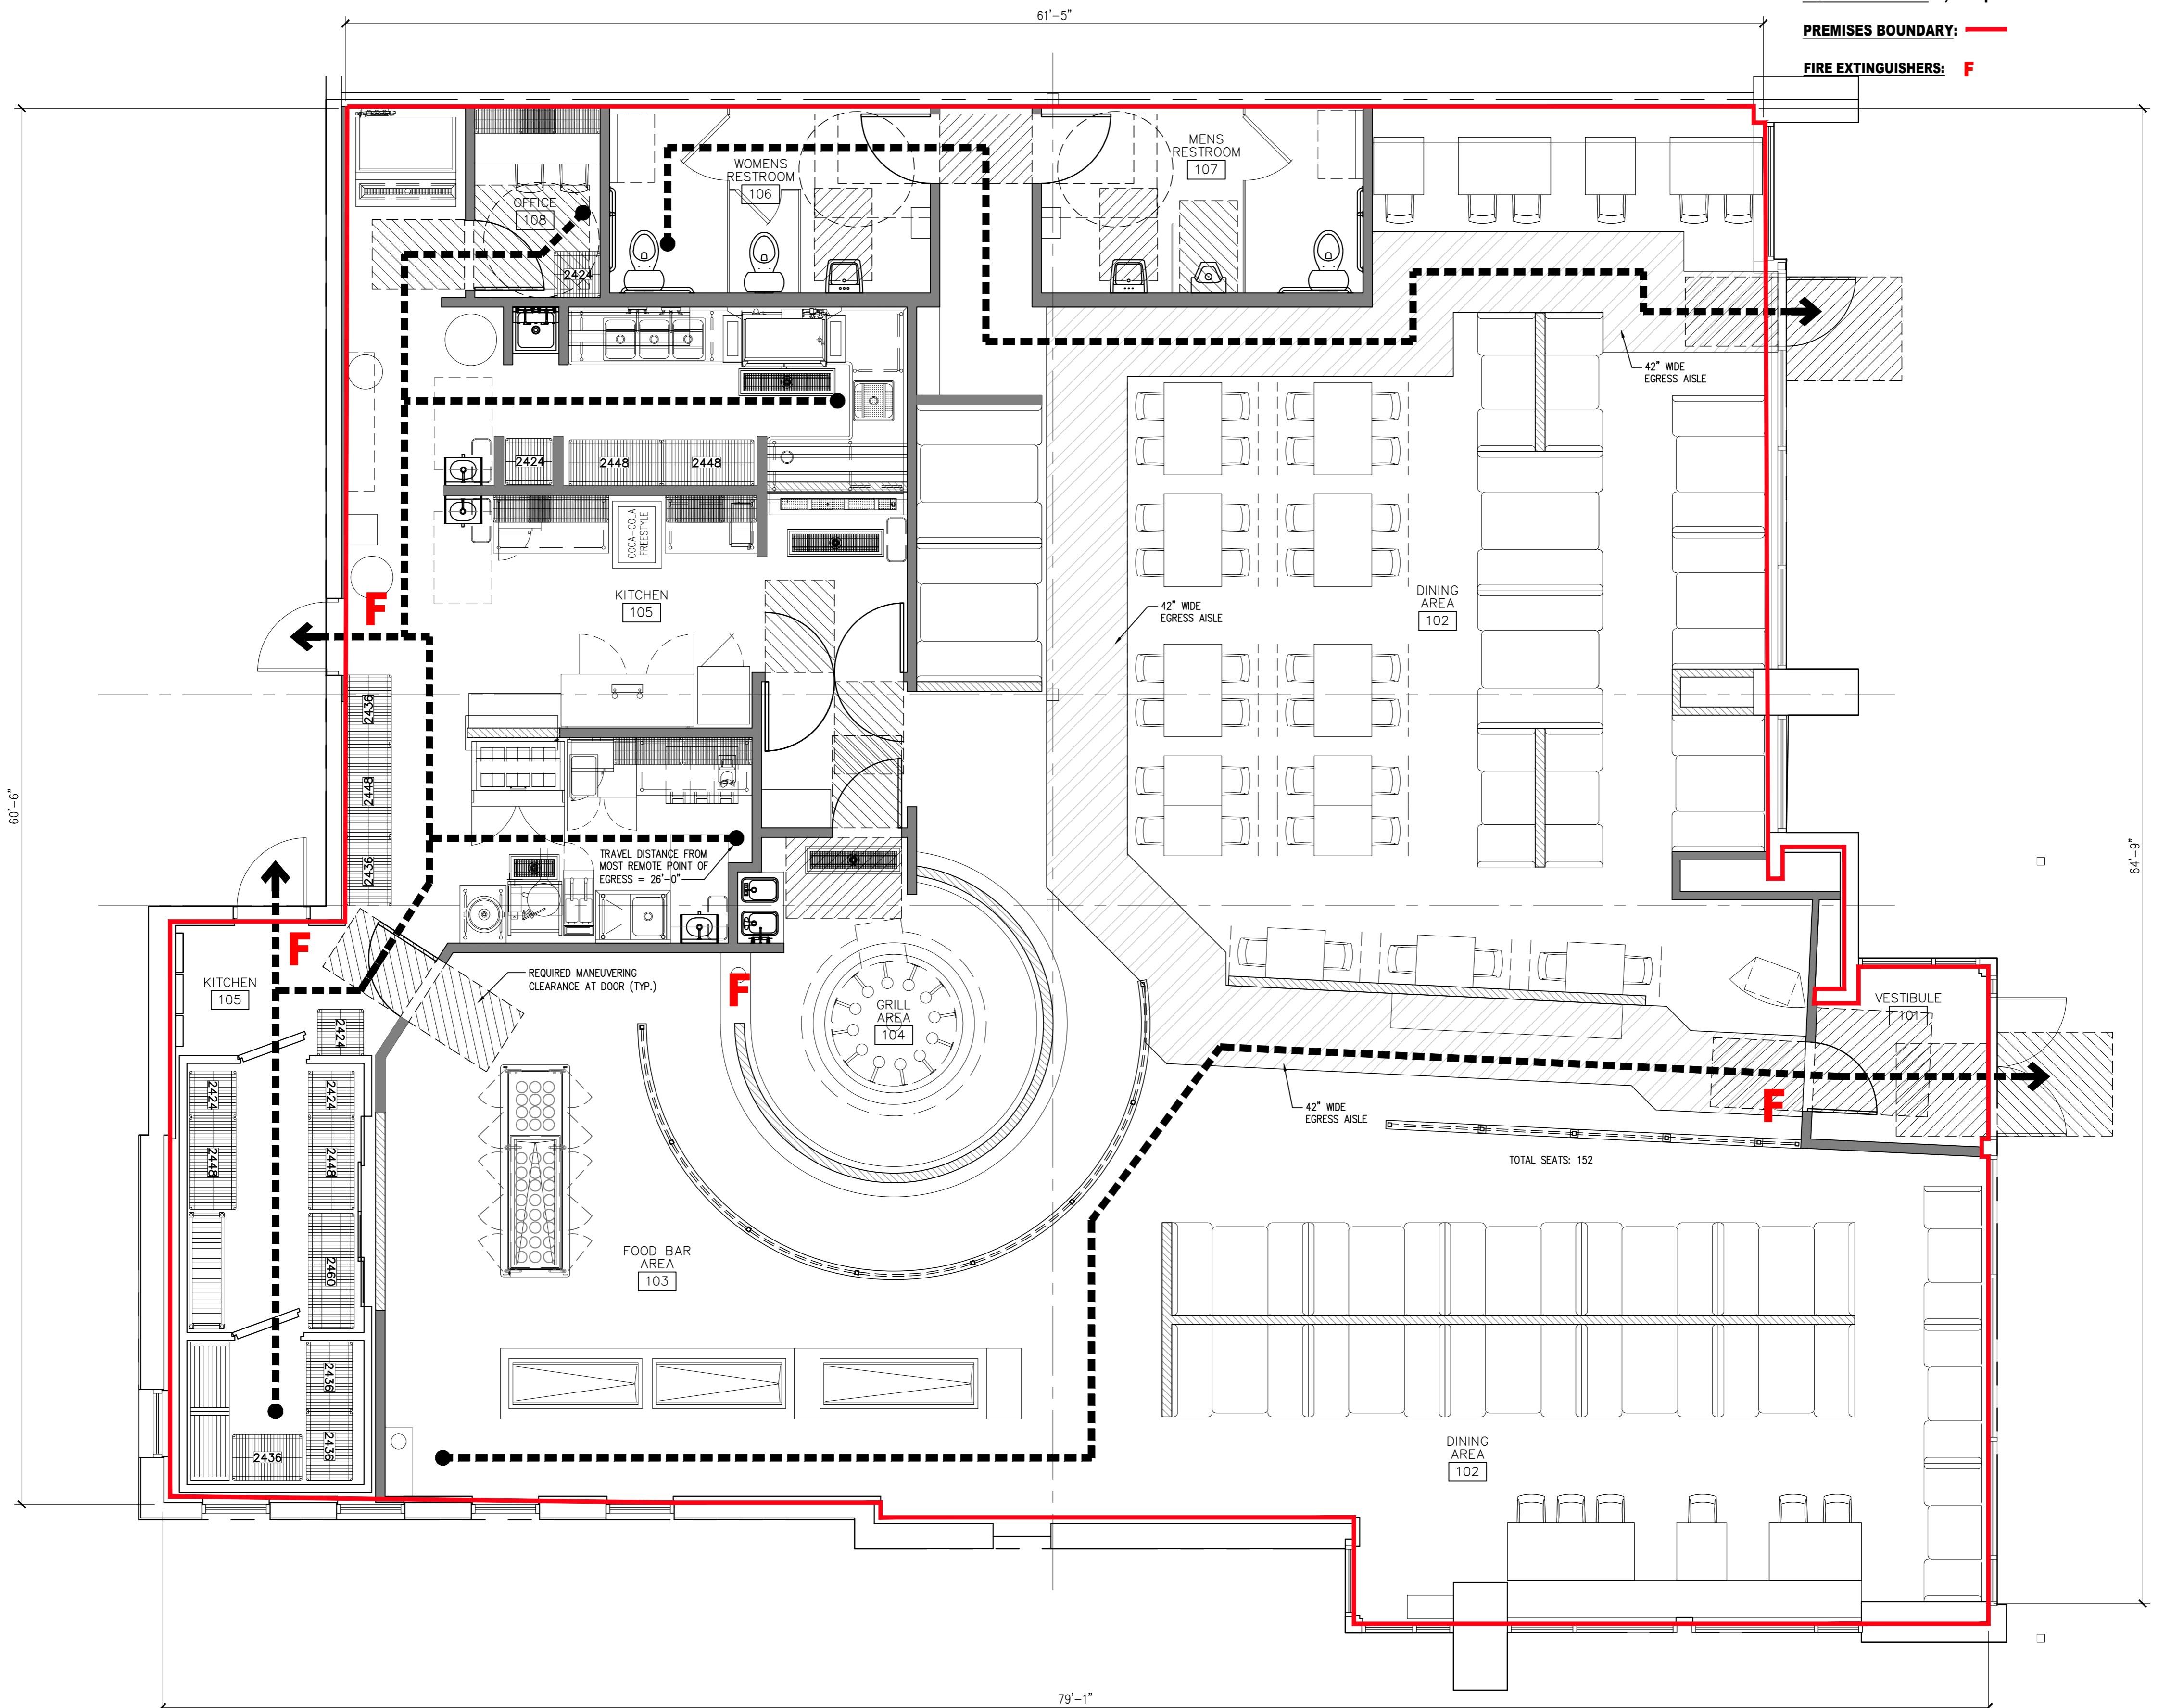 61'-5"
PREMISES BOUNDARY:
FIRE EXTINGUISHERS: F
WOMENS
RESTROOM
106
MENS
RESTROOM
107
OFFICE
108
2424
42" WIDE
EGRESS AISLE
2424
2448
2448
COCA-COLA
FREESTYLE
KITCHEN
105
F
DINING
AREA
102
42" WIDE
EGRESS AISLE
2436
2448
2436
60'-6"
64'-9"
TRAVEL DISTANCE FROM
MOST REMOTE POINT OF
EGRESS = 26'-0"
F
KITCHEN
105
REQUIRED MANEUVERING
CLEARANCE AT DOOR (TYP.)
F
GRILL
AREA
104
VESTIBULE
101
2424
2424
2448
2424
2448
2460
F
42" WIDE
EGRESS AISLE
TOTAL SEATS: 152
FOOD BAR
AREA
103
2436
2436
2436
DINING
AREA
102
79'-1"